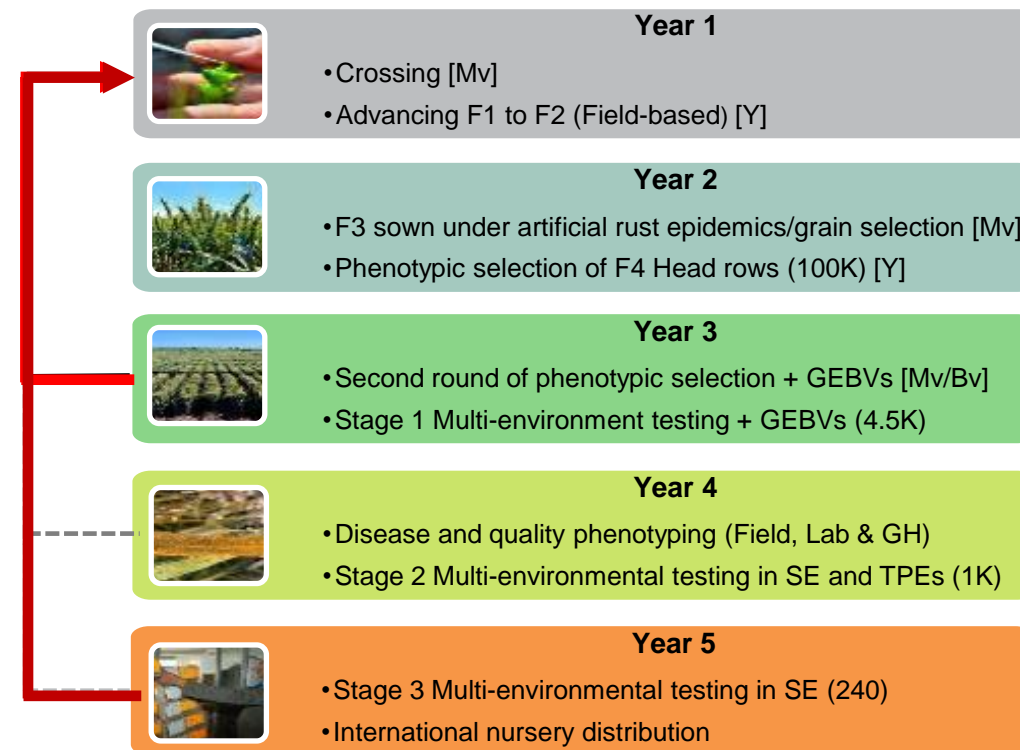 Year 1
•Crossing [Mv]
•Advancing F1 to F2 (Field-based) [Y]
Year 2
•F3 sown under artificial rust epidemics/grain selection [Mv]
•Phenotypic selection of F4 Head rows (100K) [Y]
Year 3
•Second round of phenotypic selection + GEBVs [Mv/Bv]
•Stage 1 Multi-environment testing + GEBVs (4.5K)
Year 4
•Disease and quality phenotyping (Field, Lab & GH)
•Stage 2 Multi-environmental testing in SE and TPEs (1K)
Year 5
•Stage 3 Multi-environmental testing in SE (240)
•International nursery distribution